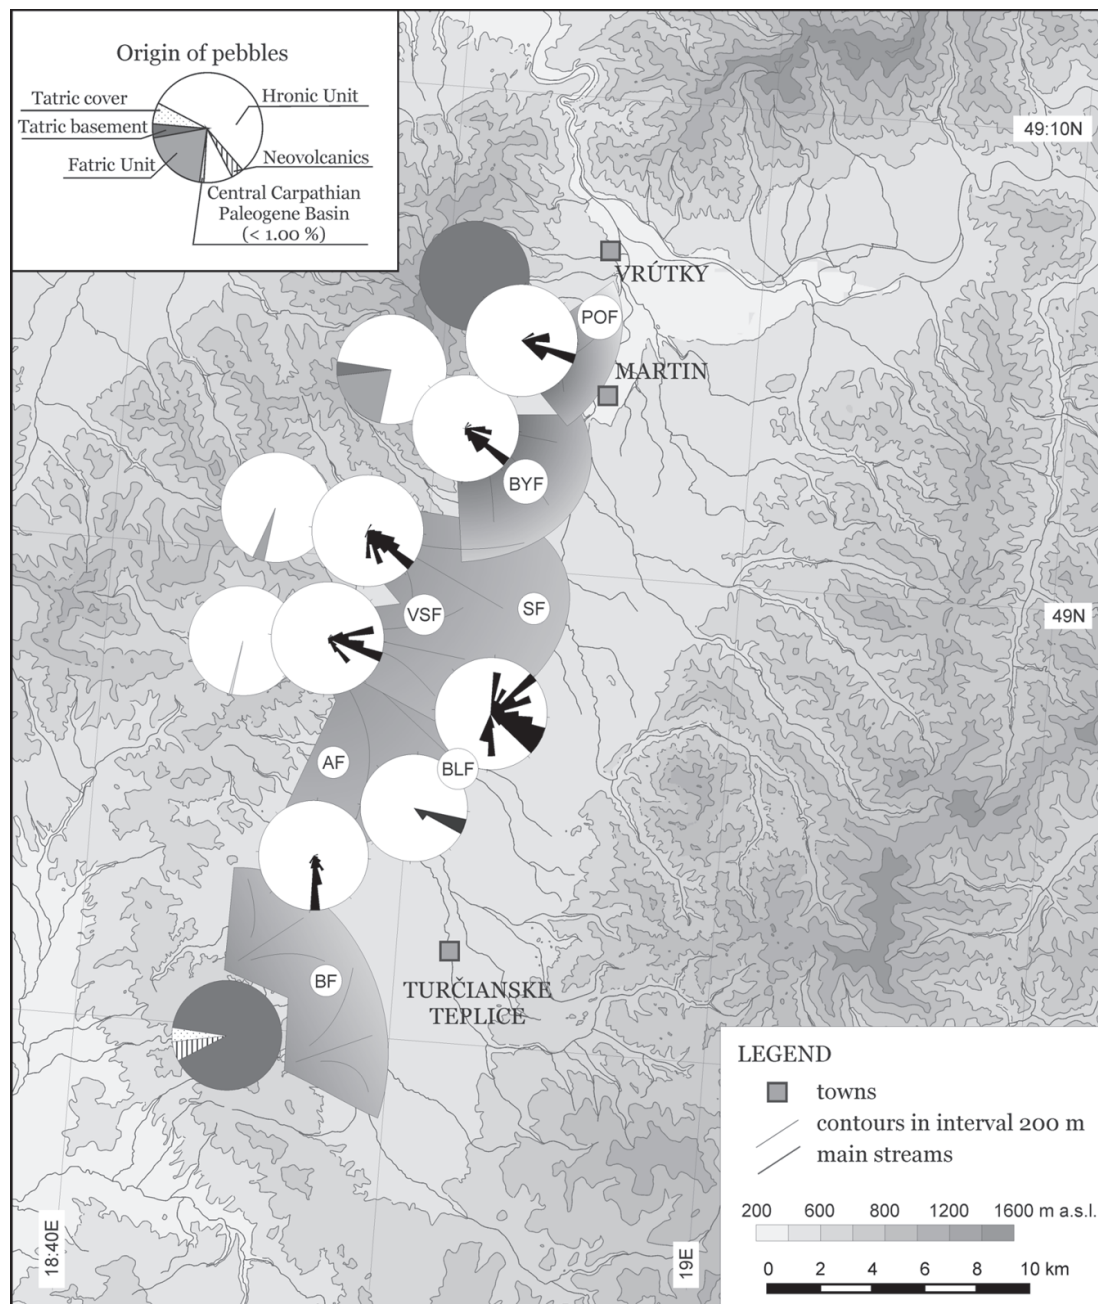 Origin of pebbles
Tatric cover
Hronic Unit
Tatric basement
Fatric Unit
Neovolcanics
Central Carpathian
Paleogene Basin
(< 1.00 %)
49:10N
VRÚTKY
POF
MARTIN
BYF
VSF
SF
49N
AF
BLF
BF
TURČIANSKE
TEPLICE
LEGEND
towns
contours in interval 200 m
main streams
200 600 800 1200 1600 m a.s.l.
0 2 4 6 8 10 km
18:40E
19E